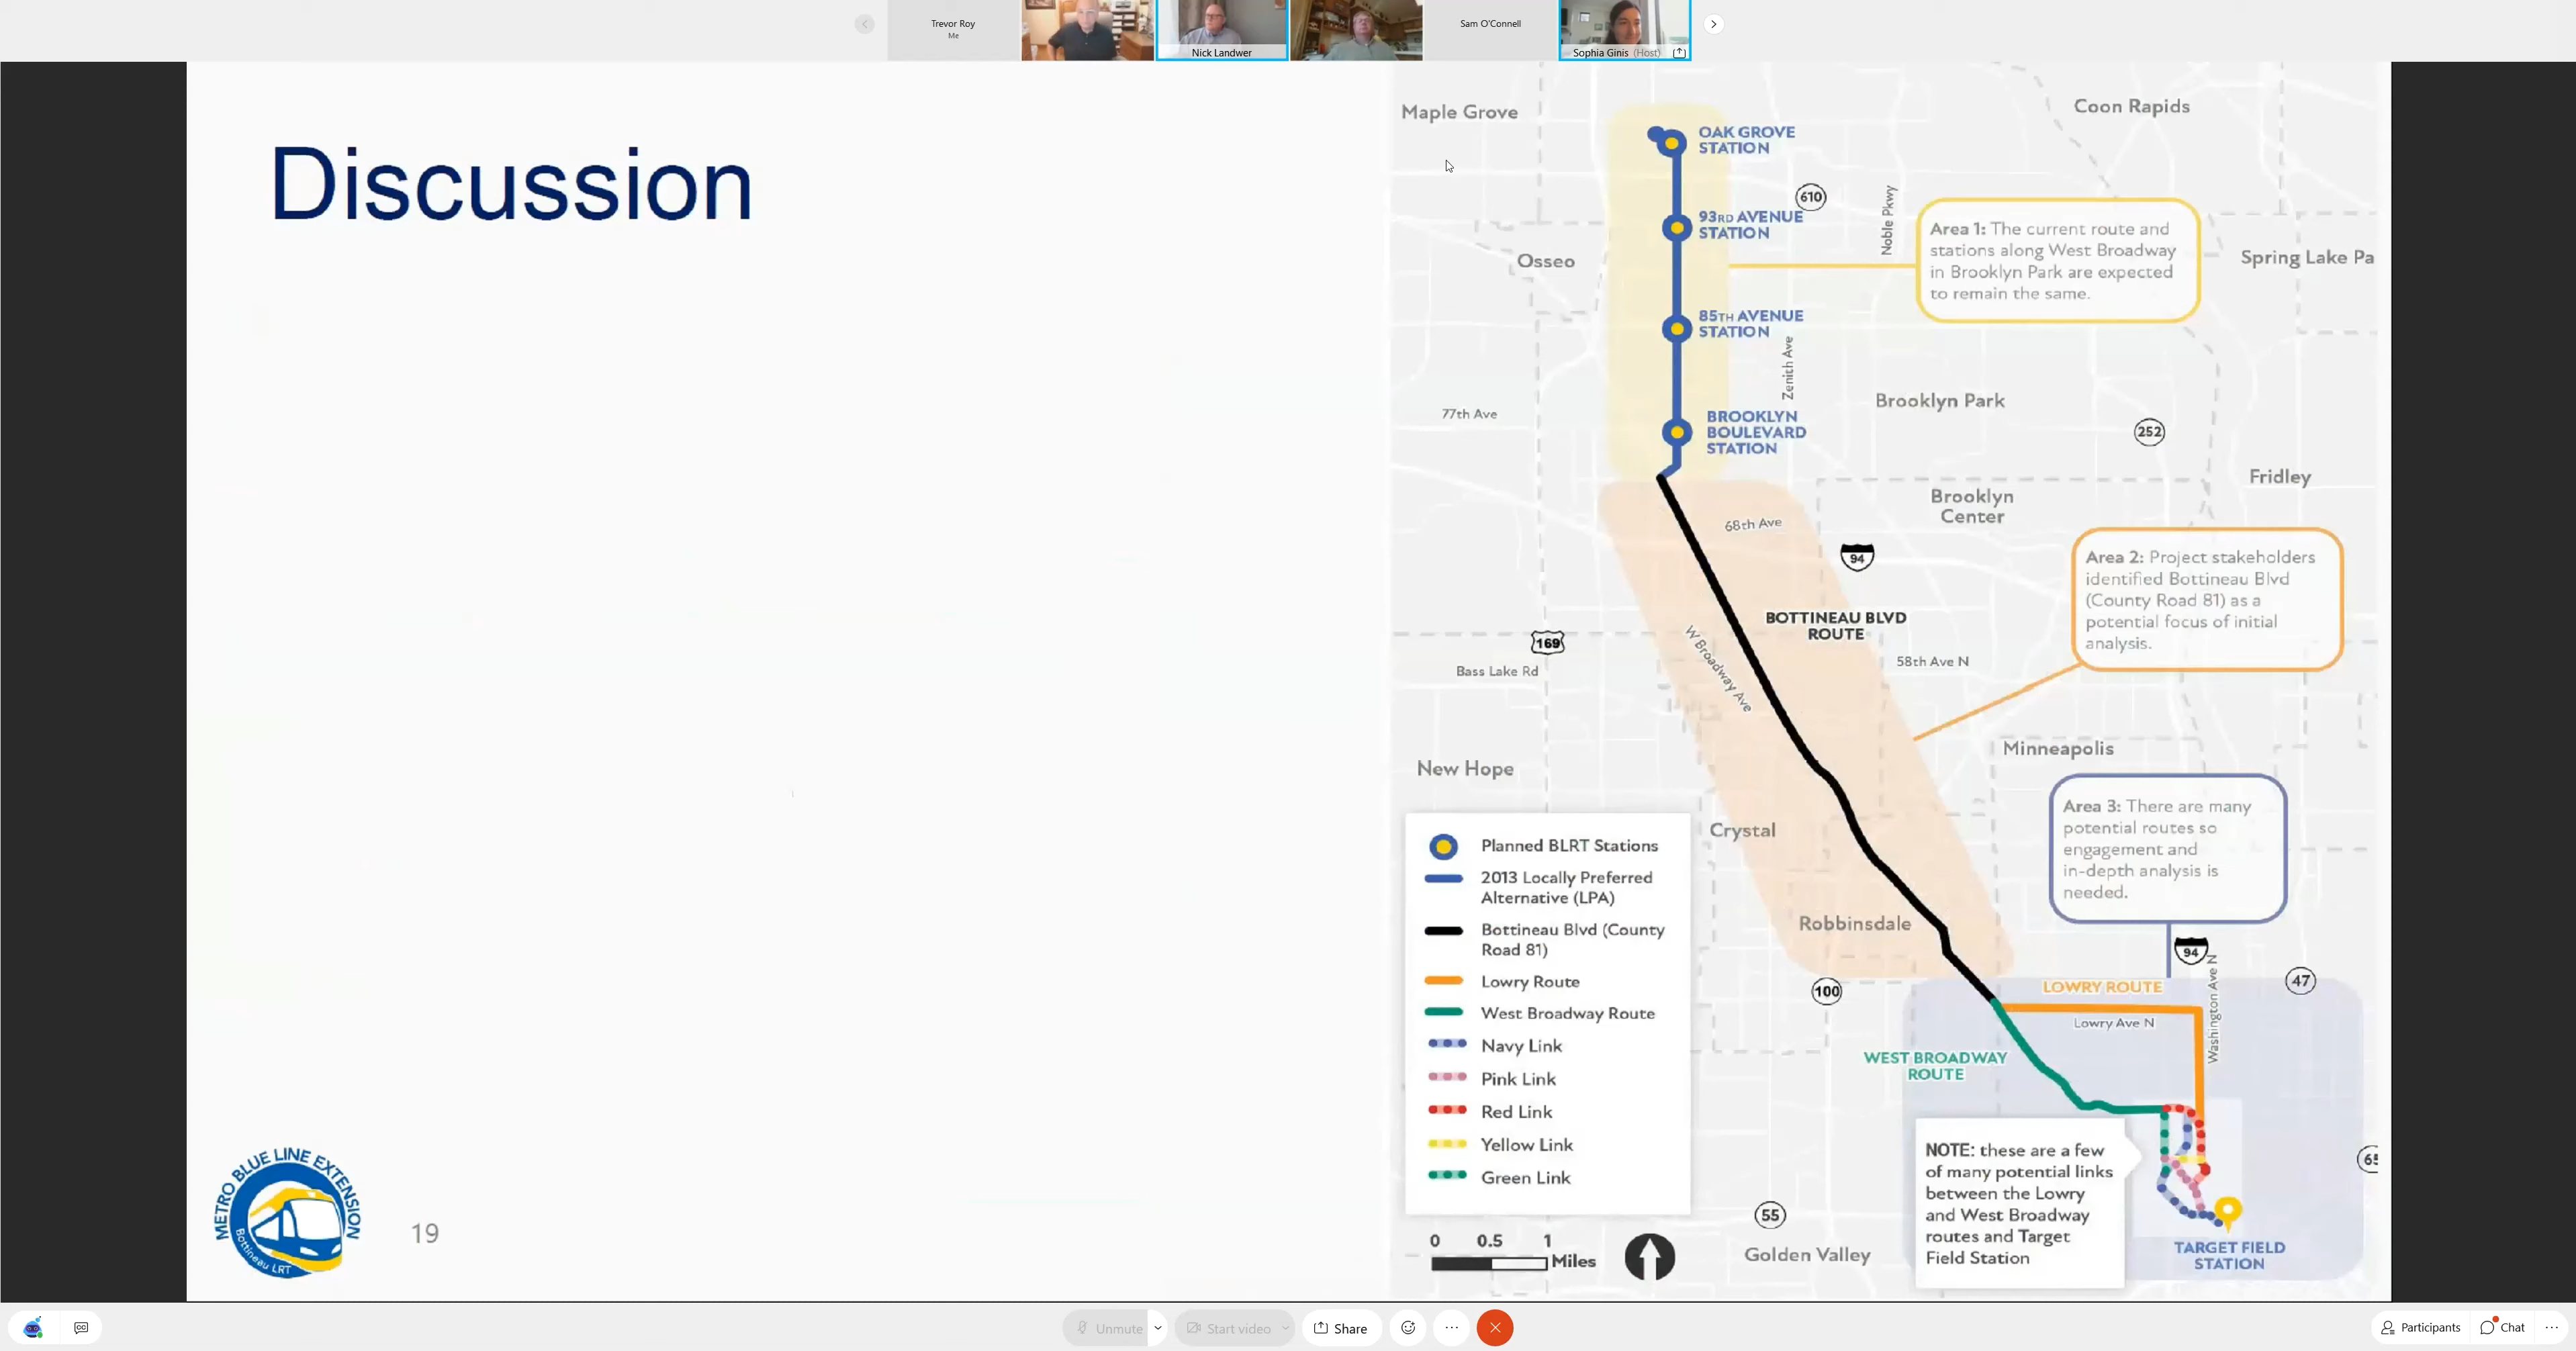 Trevor Roy
Me
Nick Landwer
Sam O'Connell
Sophia Ginis (Host)
Discussion
Maple Grove
Coon Rapids
OAK GROVE
STATION
610
Noble Pkwy
93RD AVENUE
STATION
Area 1: The current route and
stations along West Broadway
in Brooklyn Park are expected
to remain the same.
Osseo
Spring Lake Pa
85TH AVENUE
STATION
Zenith Ave
77th Ave
Brooklyn Park
BROOKLYN
BOULEVARD
STATION
252
Fridley
Brooklyn
Center
68th Ave
94
Area 2: Project stakeholders
identified Bottineau Blvd
(County Road 81) as a
potential focus of initial
analysis.
BOTTINEAU BLVD
ROUTE
W Broadway Ave
169
58th Ave N
Bass Lake Rd
Minneapolis
New Hope
Area 3: There are many
potential routes so
engagement and
in-depth analysis is
needed.
Crystal
Robbinsdale
94
47
100
LOWRY ROUTE
Lowry Ave N
Washington Ave N
WEST BROADWAY
ROUTE
Planned BLRT Stations
2013 Locally Preferred
Alternative (LPA)
Bottineau Blvd (County
Road 81)
Lowry Route
West Broadway Route
Navy Link
Pink Link
Red Link
Yellow Link
Green Link
NOTE: these are a few
of many potential links
between the Lowry
and West Broadway
routes and Target
Field Station
65
55
Golden Valley
TARGET FIELD
STATION
0 0.5 1
Miles
METRO BLUE LINE EXTENSION
Bottineau LRT
19
Unmute
Start video
Share
Participants
Chat